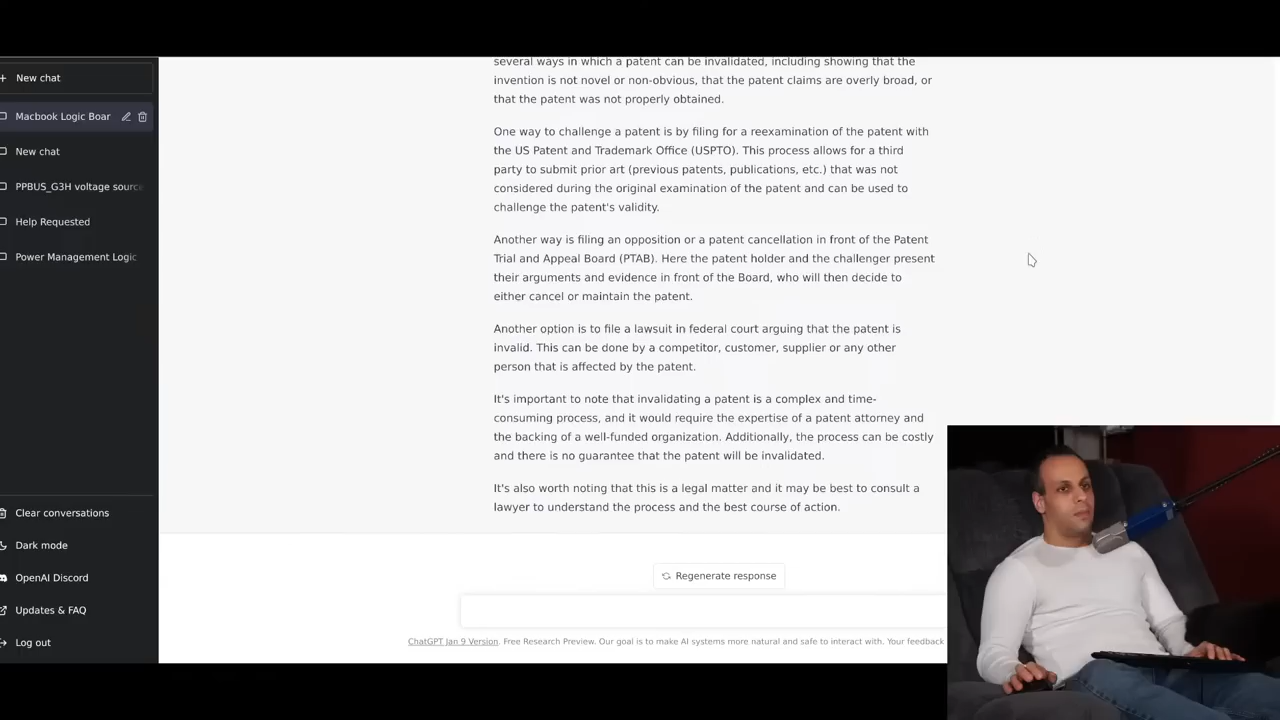 New chat
Macbook Logic Boar
New chat
PPBUS_G3H voltage source
Help Requested
Power Management Logic
Clear conversations
Dark mode
OpenAI Discord
Updates & FAQ
Log out
several ways in which a patent can be invalidated, including showing that the
invention is not novel or non-obvious, that the patent claims are overly broad, or
that the patent was not properly obtained.
One way to challenge a patent is by filing for a reexamination of the patent with
the US Patent and Trademark Office (USPTO). This process allows for a third
party to submit prior art (previous patents, publications, etc.) that was not
considered during the original examination of the patent and can be used to
challenge the patent's validity.
Another way is filing an opposition or a patent cancellation in front of the Patent
Trial and Appeal Board (PTAB). Here the patent holder and the challenger present
their arguments and evidence in front of the Board, who will then decide to
either cancel or maintain the patent.
Another option is to file a lawsuit in federal court arguing that the patent is
invalid. This can be done by a competitor, customer, supplier or any other
person that is affected by the patent.
It's important to note that invalidating a patent is a complex and time-
consuming process, and it would require the expertise of a patent attorney and
the backing of a well-funded organization. Additionally, the process can be costly
and there is no guarantee that the patent will be invalidated.
It's also worth noting that this is a legal matter and it may be best to consult a
lawyer to understand the process and the best course of action.
Regenerate response
ChatGPT Jan 9 Version. Free Research Preview. Our goal is to make AI systems more natural and safe to interact with. Your feedback